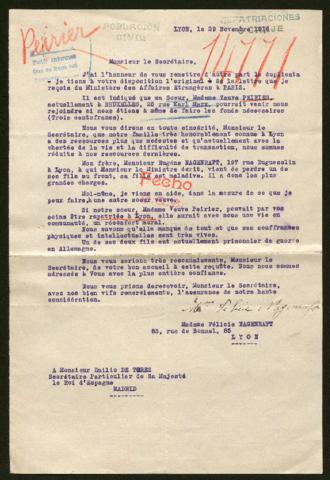 Peirier
POBLACION
CIVIL
REPATRIACIONES
14771
LYON, le 29 Novembre 1916
Monsieur le Secrétaire,
J'ai l'honneur de vous remettre d'autre part le duplicata
- je tiens à votre disposition l'original - de la lettre que je
reçois du Ministère des Affaires Etrangères à PARIS.
Il est indiqué que ma Soeur, Madame Veuve PEIRIER,
actuellement à BRUXELLES, 25 rue Karl Marx, pourrait venir nous
rejoindre si nous étions à même de faire les fonds nécessaires
(Trois centsfrancs).
Nous vous dirons en toute sincérité, Monsieur le
Secrétaire, que notre famille très honorablement connue à Lyon
a des ressources plus que modestes et qu'actuellement avec la
cherté de la vie et la difficulté de transaction, nous sommes
réduits à nos ressources dernières.
Mon frère, Monsieur Eugène NAGENRAFT, 197 rue Duguesclin
à Lyon, à qui Monsieur le Ministre écrit, vient de perdre un
de ses fils au front, sa fille est maladive. Il a donc les plus
grandes charges.
Fecho
Moi-même, je viens en aide, dans la mesure de ce que je
peux faire, à une autre soeur veuve.
Si notre soeur, Madame Veuve Peirier, pouvait par vos
soins être rapatriée à Lyon, elle aurait avec nous une vie en
communauté, un réconfort moral.
Nous savons qu'elle manque de tout et que ses souffrances
physiques et intellectuelles sont très vives.
Un de ses deux fils est actuellement prisonnier de guerre
en Allemagne.
Nous vous serions très reconnaissants, Monsieur le
Secrétaire, de votre bon accueil à cette requête. Nous nous sommes
adressés à Vous avec la plus entière confiance.
Nous vous prions de recevoir, Monsieur le Secrétaire,
avec nos bien vifs remerciements, l'assurance de notre haute
considération.
Madame Félicie NAGENRAFT
83, rue de Bonnel, 83
LYON
A Monsieur Emilio DE TORRES
Secrétaire Particulier de Sa Majesté
le Roi d'Espagne
MADRID